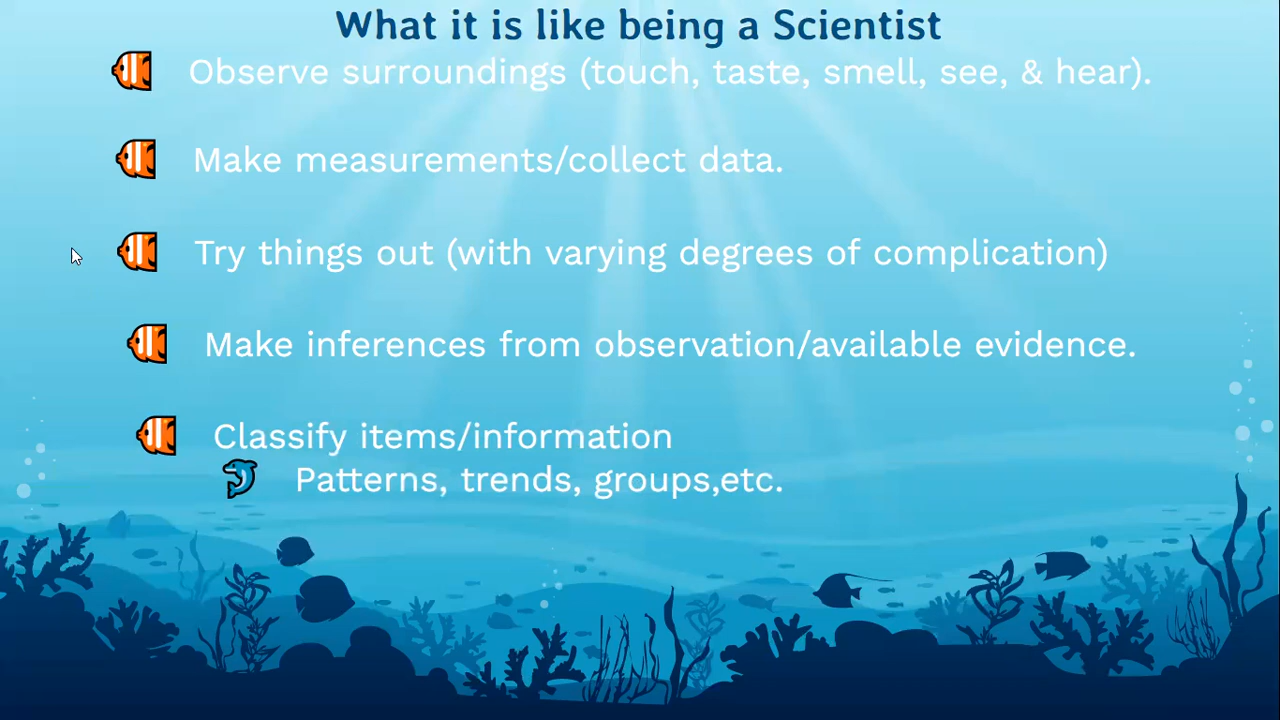 What it is like being a Scientist
Observe surroundings (touch, taste, smell, see, & hear).
Make measurements/collect data.
Try things out (with varying degrees of complication)
Make inferences from observation/available evidence.
Classify items/information
Patterns, trends, groups,etc.